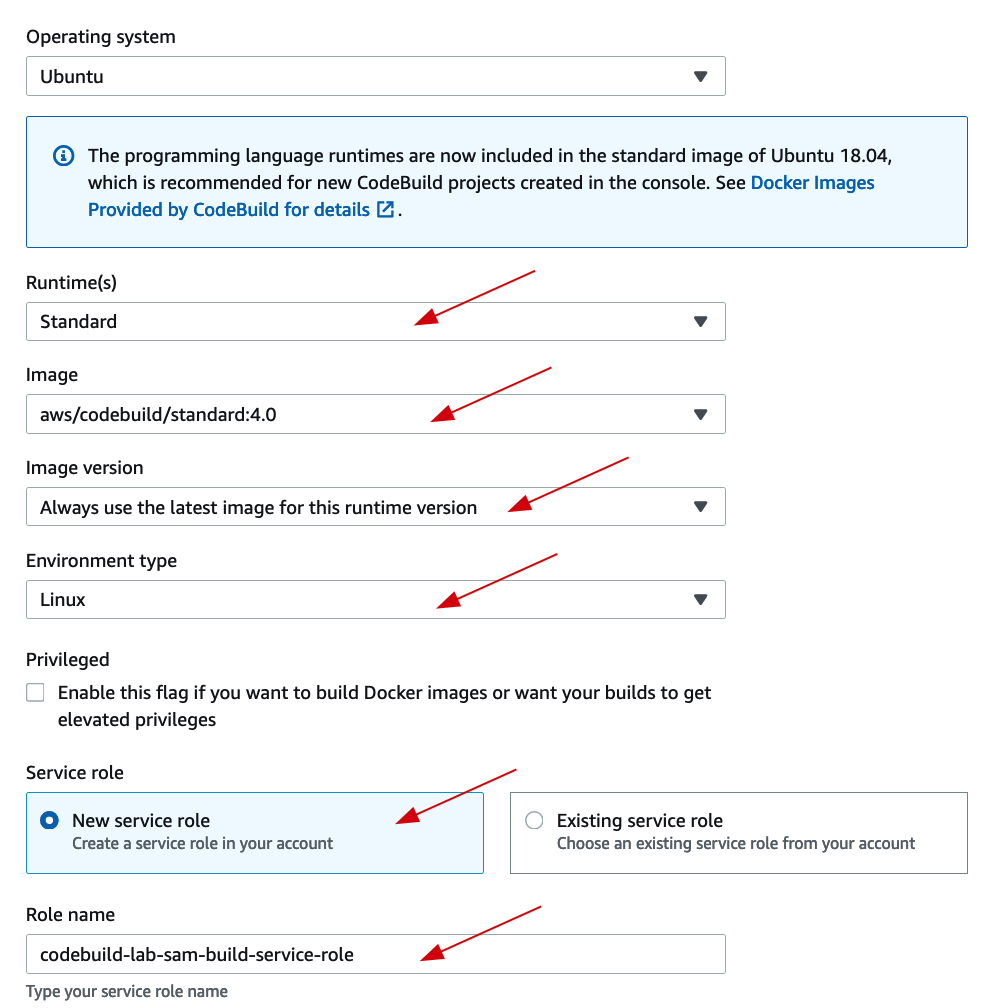 Operating system
Ubuntu
The programming language runtimes are now included in the standard image of Ubuntu 18.04,
which is recommended for new CodeBuild projects created in the console. See Docker Images
Provided by CodeBuild for details .
Runtime(s)
Standard
Image
aws/codebuild/standard:4.0
Image version
Always use the latest image for this runtime version
Environment type
Linux
Privileged
Enable this flag if you want to build Docker images or want your builds to get
elevated privileges
Service role
New service role
Create a service role in your account
Existing service role
Choose an existing service role from your account
Role name
codebuild-lab-sam-build-service-role
Type your service role name